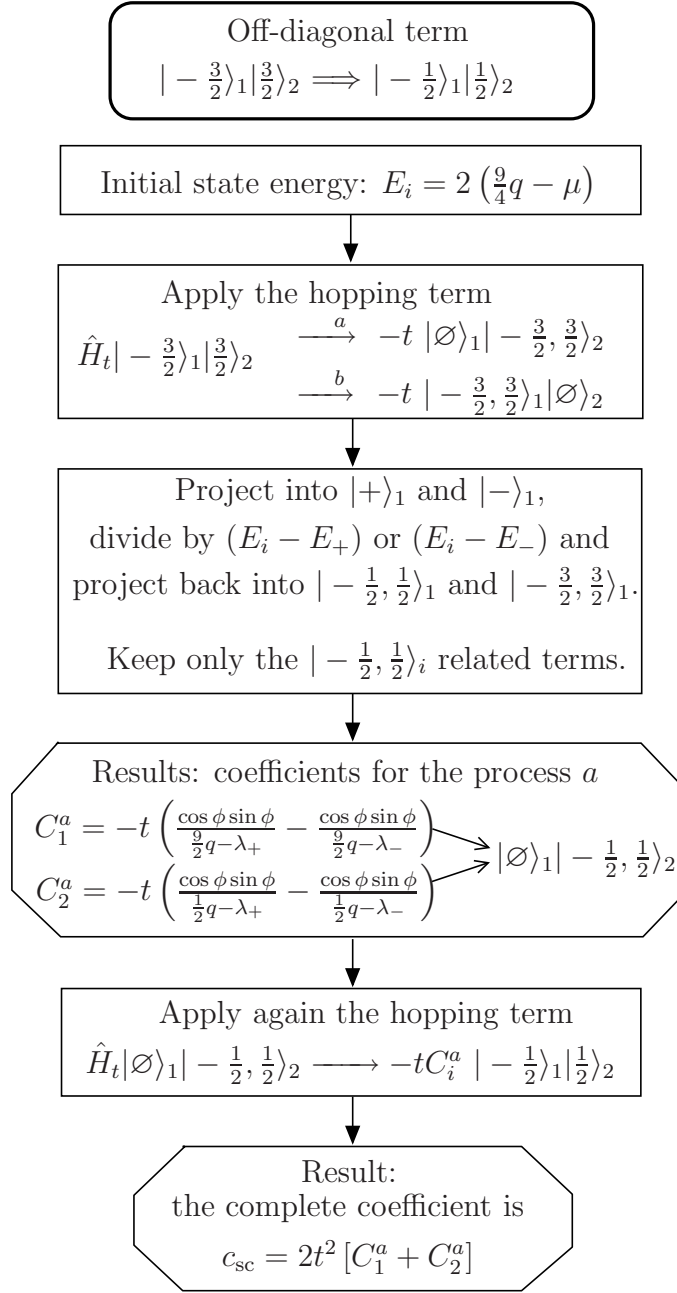 Off-diagonal term
| − 3/2⟩₁|3/2⟩₂ ⟹ | − 1/2⟩₁|1/2⟩₂
Initial state energy: E_i = 2 (9/4 q − μ)
Apply the hopping term
Ĥ_t| − 3/2⟩₁|3/2⟩₂
a⟶ −t |∅⟩₁| − 3/2, 3/2⟩₂
b⟶ −t | − 3/2, 3/2⟩₁|∅⟩₂
Project into |+⟩₁ and |−⟩₁,
divide by (E_i − E_+) or (E_i − E_−) and
project back into | − 1/2, 1/2⟩₁ and | − 3/2, 3/2⟩₁.
Keep only the | − 1/2, 1/2⟩_i related terms.
Results: coefficients for the process a
C₁^a = −t (cos φ sin φ / (9/2 q−λ_+) − cos φ sin φ / (9/2 q−λ_−))
C₂^a = −t (cos φ sin φ / (1/2 q−λ_+) − cos φ sin φ / (1/2 q−λ_−))
|∅⟩₁| − 1/2, 1/2⟩₂
Apply again the hopping term
Ĥ_t|∅⟩₁| − 1/2, 1/2⟩₂ ⟶ −tC_i^a | − 1/2⟩₁|1/2⟩₂
Result:
the complete coefficient is
c_sc = 2t² [C₁^a + C₂^a]